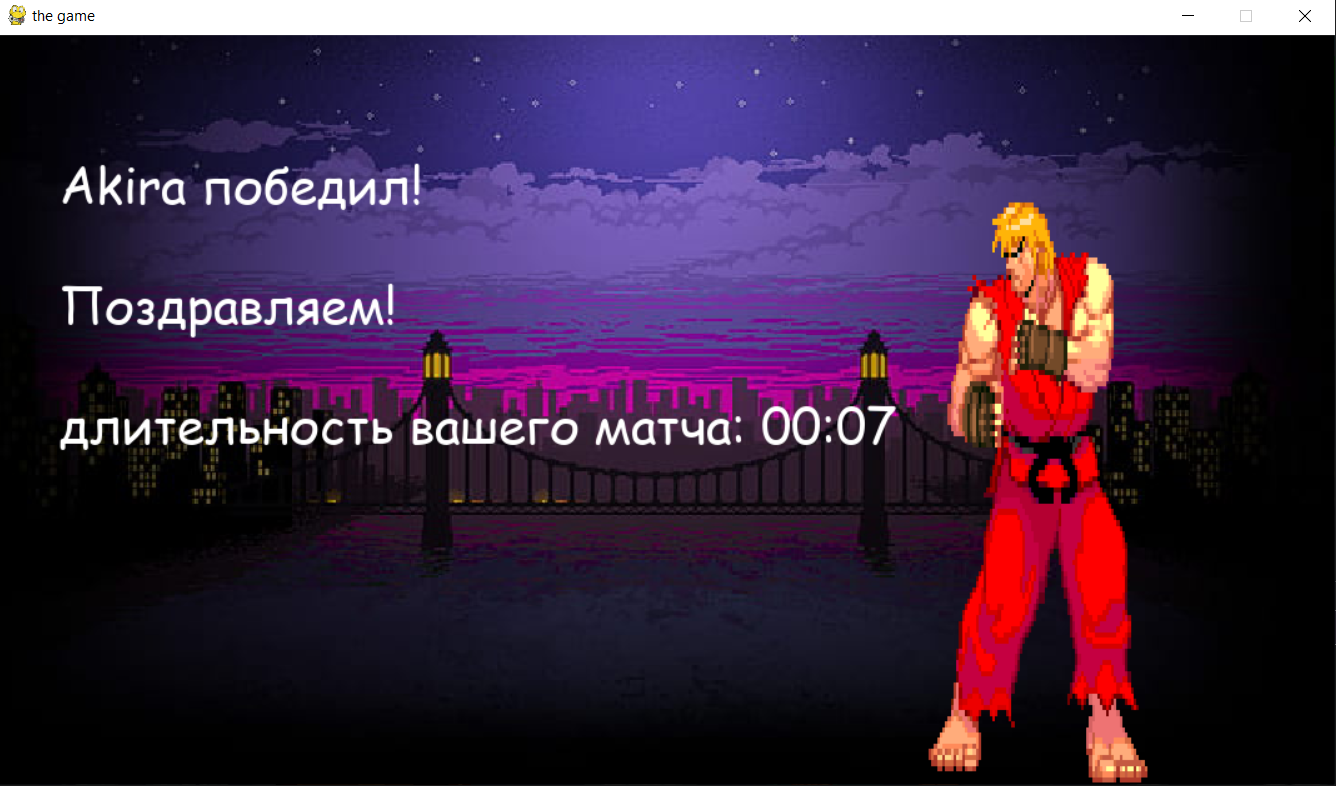 the game
Akira победил!
Поздравляем!
длительность вашего матча: 00:07